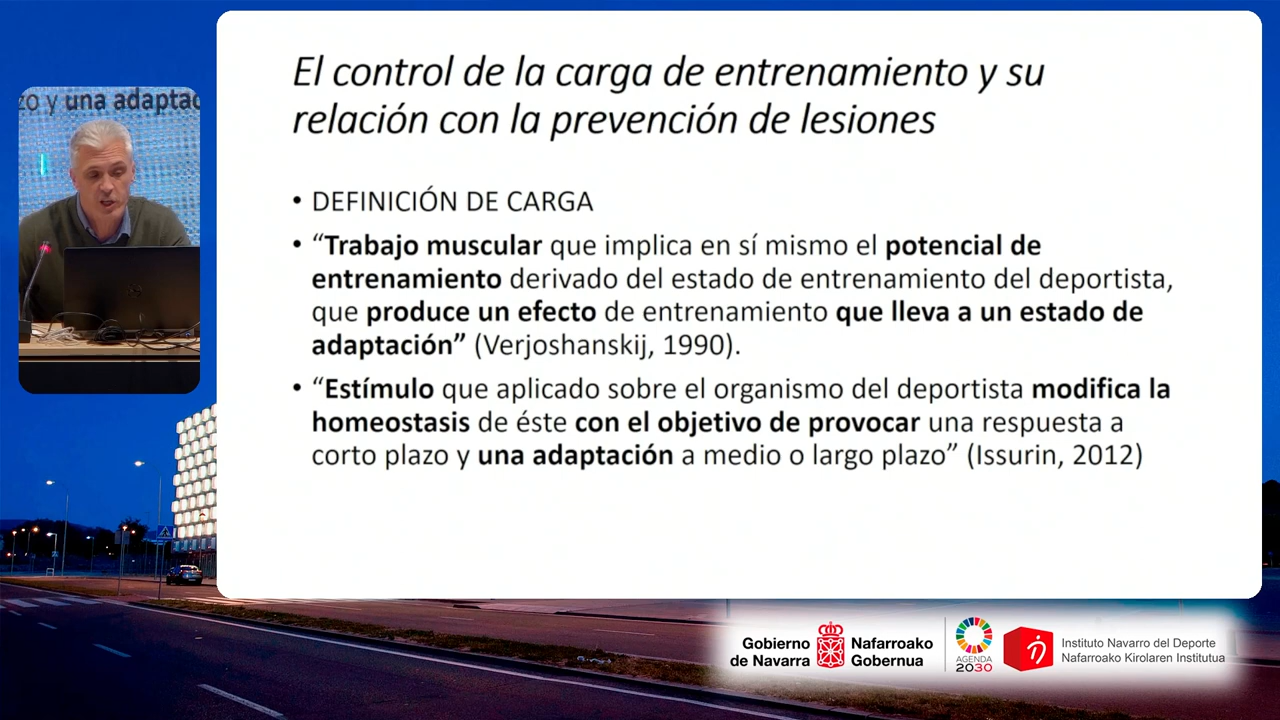 zo y una adaptac
El control de la carga de entrenamiento y su
relación con la prevención de lesiones
• DEFINICIÓN DE CARGA
• “Trabajo muscular que implica en sí mismo el potencial de
entrenamiento derivado del estado de entrenamiento del deportista,
que produce un efecto de entrenamiento que lleva a un estado de
adaptación” (Verjoshanskij, 1990).
• “Estímulo que aplicado sobre el organismo del deportista modifica la
homeostasis de éste con el objetivo de provocar una respuesta a
corto plazo y una adaptación a medio o largo plazo” (Issurin, 2012)
Gobierno
de Navarra
Nafarroako
Gobernua
AGENDA
2030
Instituto Navarro del Deporte
Nafarroako Kirolaren Institutua